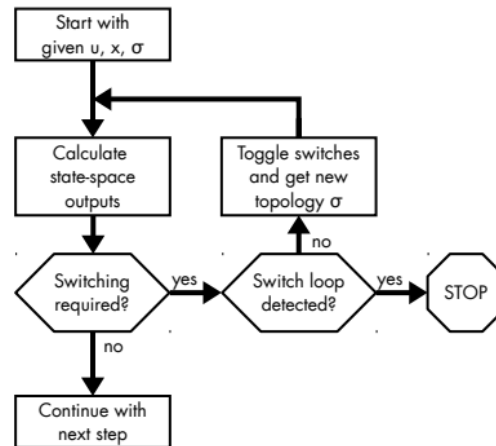 Start with
given u, x, σ
Calculate
state-space
outputs
Toggle switches
and get new
topology σ
no
Switching
required?
yes
Switch loop
detected?
yes
STOP
no
Continue with
next step